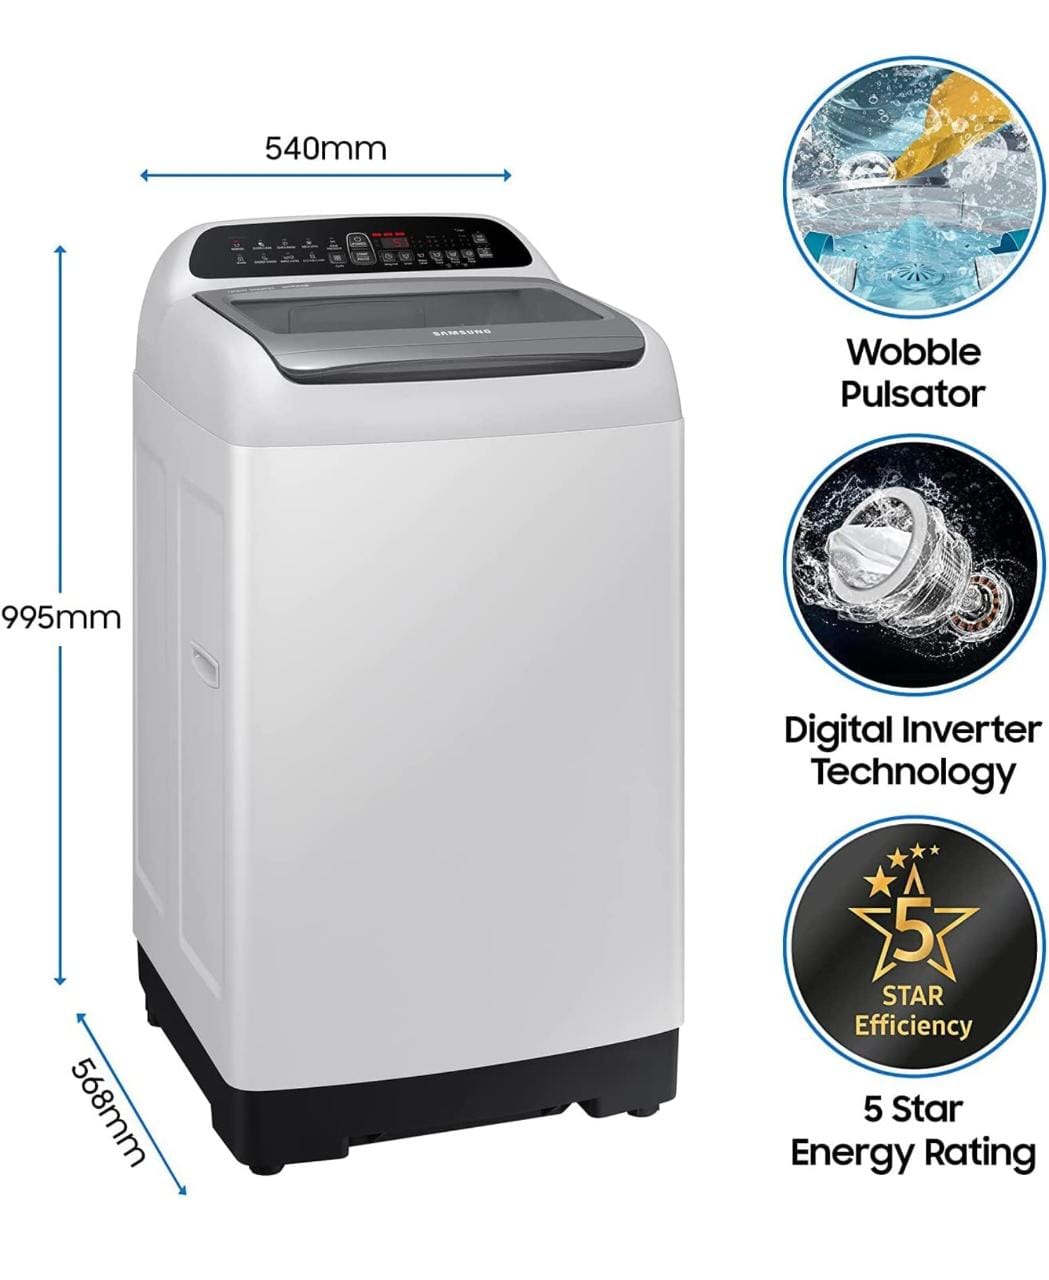 540mm
995mm
568mm
SAMSUNG
Wobble
Pulsator
Digital Inverter
Technology
5
STAR
Efficiency
5 Star
Energy Rating